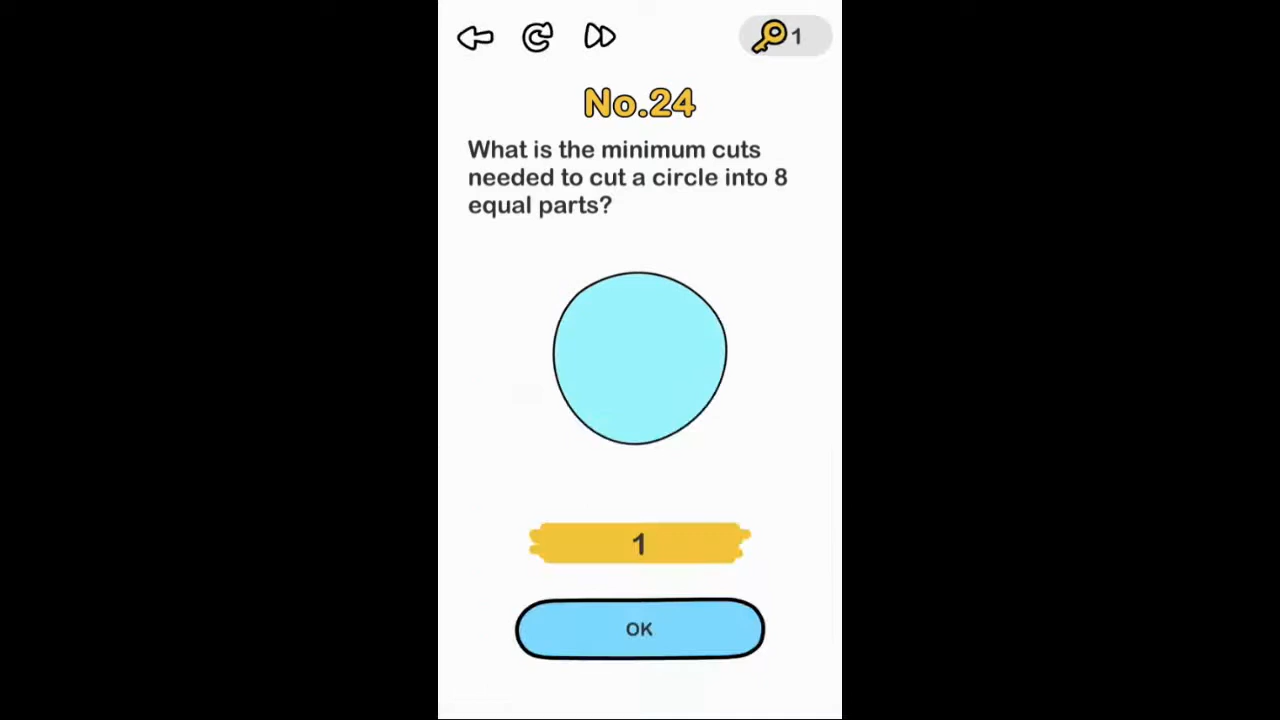 1
No.24
What is the minimum cuts
needed to cut a circle into 8
equal parts?
1
OK